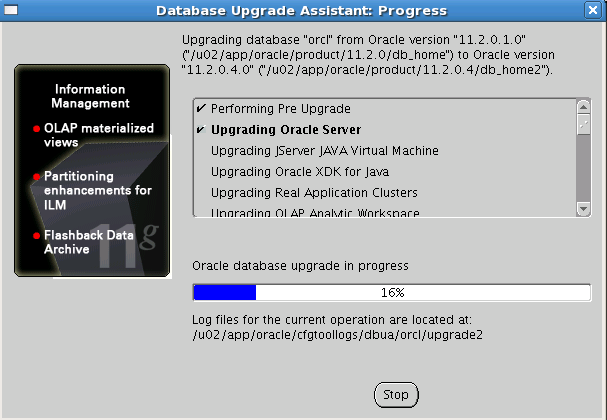 Database Upgrade Assistant: Progress
Upgrading database "orcl" from Oracle version "11.2.0.1.0"
("/u02/app/oracle/product/11.2.0/db_home") to Oracle version
"11.2.0.4.0" ("/u02/app/oracle/product/11.2.0.4/db_home2").
Information
Management
OLAP materialized
views
Partitioning
enhancements for
ILM
Flashback Data
Archive
11g
Performing Pre Upgrade
Upgrading Oracle Server
Upgrading JServer JAVA Virtual Machine
Upgrading Oracle XDK for Java
Upgrading Real Application Clusters
Upgrading OLAP Analytic Workspace
Oracle database upgrade in progress
16%
Log files for the current operation are located at:
/u02/app/oracle/cfgtoollogs/dbua/orcl/upgrade2
Stop